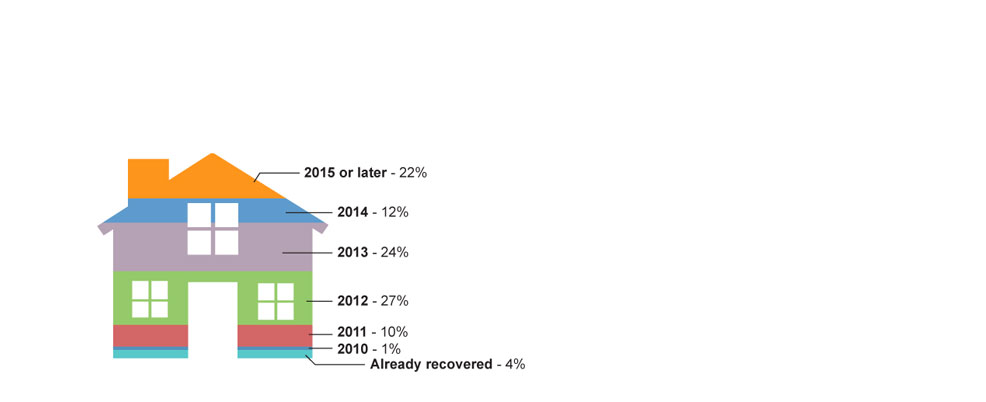 2015 or later - 22%
2014 - 12%
2013 - 24%
2012 - 27%
2011 - 10%
2010 - 1%
Already recovered - 4%